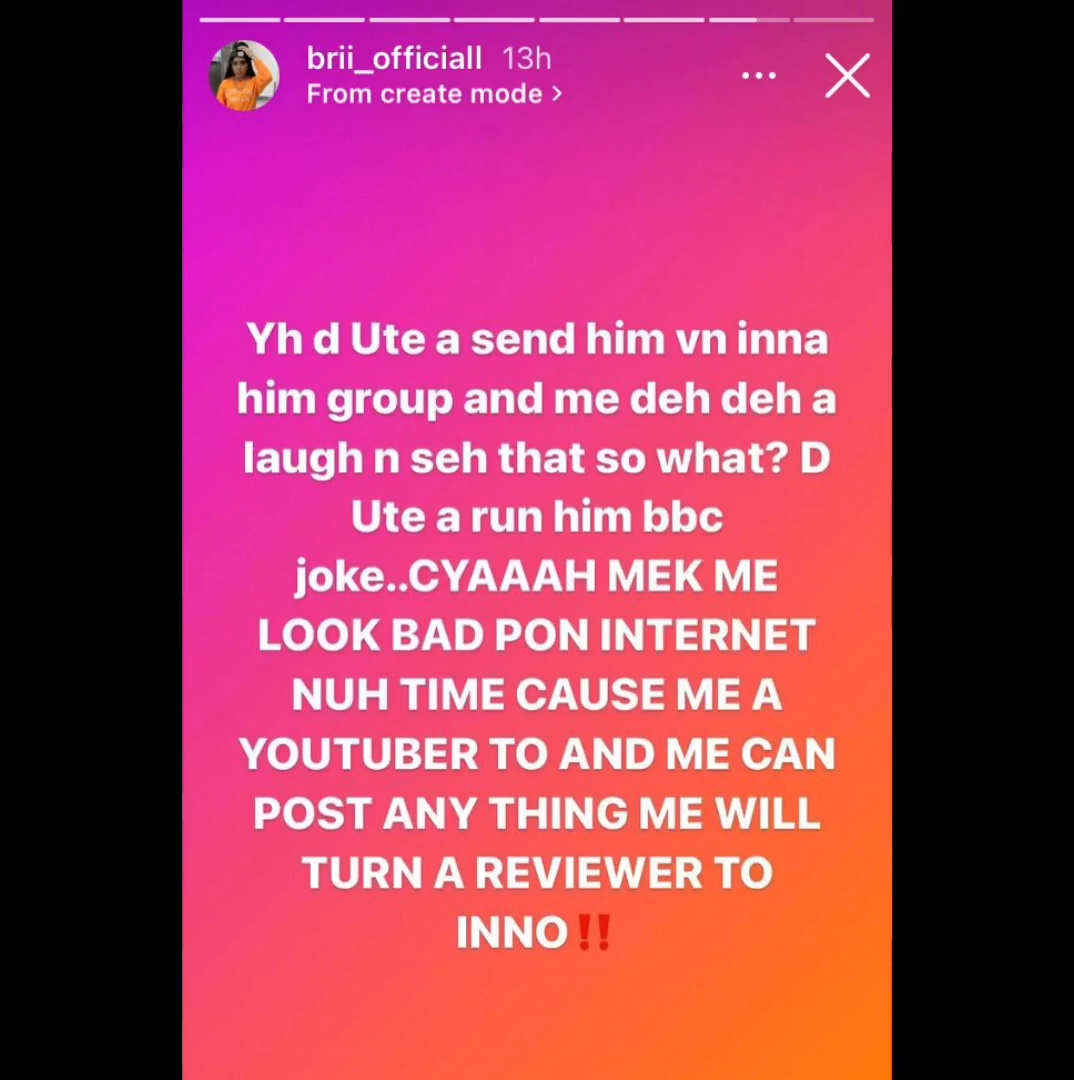 brii_officiall 13h
From create mode >
Yh d Ute a send him vn inna
him group and me deh deh a
laugh n seh that so what? D
Ute a run him bbc
joke..CYAAAH MEK ME
LOOK BAD PON INTERNET
NUH TIME CAUSE ME A
YOUTUBER TO AND ME CAN
POST ANY THING ME WILL
TURN A REVIEWER TO
INNO‼️